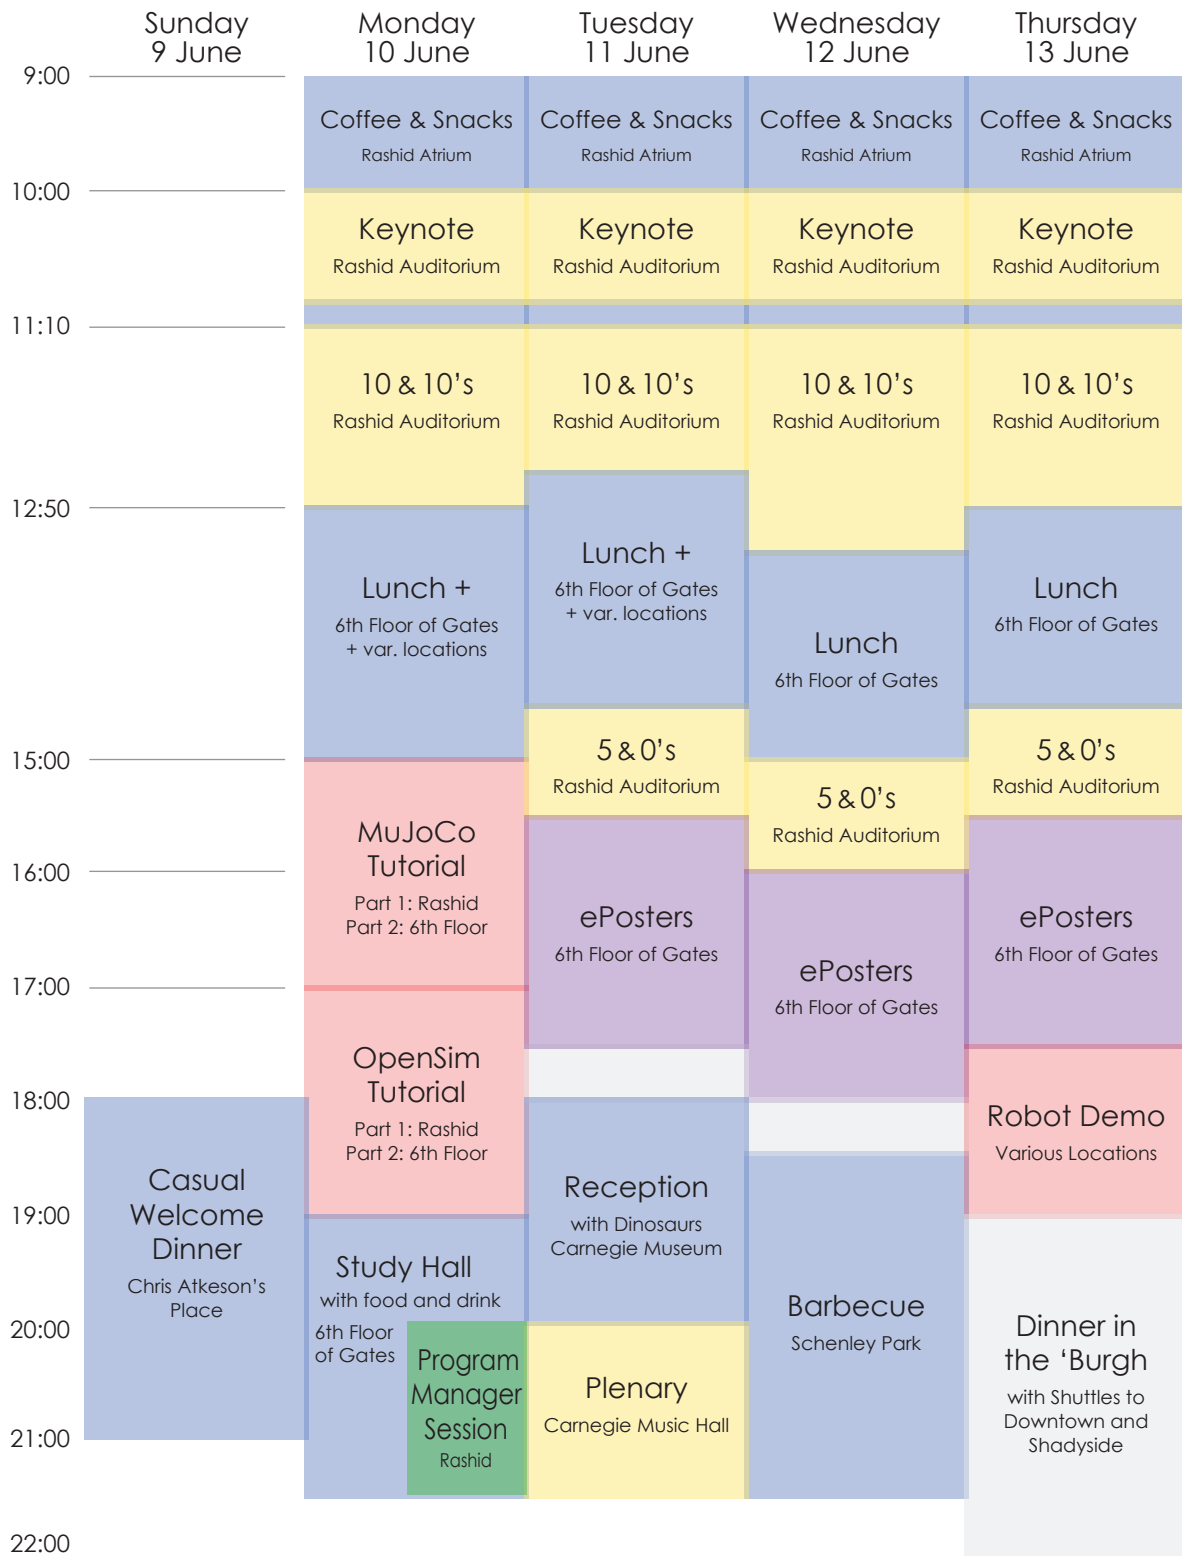 Sunday
9 June
Monday
10 June
Tuesday
11 June
Wednesday
12 June
Thursday
13 June
9:00
10:00
11:10
12:50
15:00
16:00
17:00
18:00
19:00
20:00
21:00
22:00
Casual
Welcome
Dinner
Chris Atkeson’s
Place
Coffee & Snacks
Rashid Atrium
Keynote
Rashid Auditorium
10 & 10’s
Rashid Auditorium
Lunch +
6th Floor of Gates
+ var. locations
MuJoCo
Tutorial
Part 1: Rashid
Part 2: 6th Floor
OpenSim
Tutorial
Part 1: Rashid
Part 2: 6th Floor
Study Hall
with food and drink
6th Floor
of Gates
Program
Manager
Session
Rashid
Coffee & Snacks
Rashid Atrium
Keynote
Rashid Auditorium
10 & 10’s
Rashid Auditorium
Lunch +
6th Floor of Gates
+ var. locations
5 & 0’s
Rashid Auditorium
ePosters
6th Floor of Gates
Reception
with Dinosaurs
Carnegie Museum
Plenary
Carnegie Music Hall
Coffee & Snacks
Rashid Atrium
Keynote
Rashid Auditorium
10 & 10’s
Rashid Auditorium
Lunch
6th Floor of Gates
5 & 0’s
Rashid Auditorium
ePosters
6th Floor of Gates
Barbecue
Schenley Park
Coffee & Snacks
Rashid Atrium
Keynote
Rashid Auditorium
10 & 10’s
Rashid Auditorium
Lunch
6th Floor of Gates
5 & 0’s
Rashid Auditorium
ePosters
6th Floor of Gates
Robot Demo
Various Locations
Dinner in
the ‘Burgh
with Shuttles to
Downtown and
Shadyside